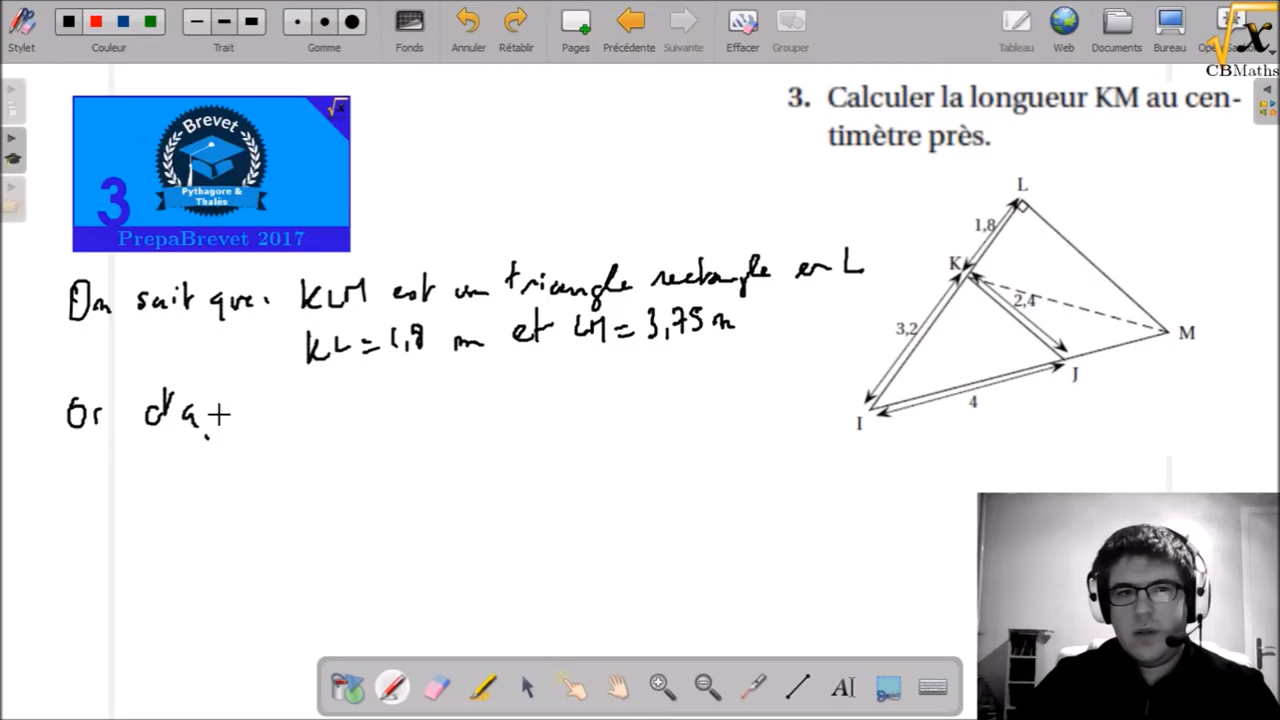 Stylet Couleur Trait Gomme Fonds Annuler Rétablir Pages Précédente Suivante Effacer Grouper Tableau Web Documents Bureau
CBMaths
3. Calculer la longueur KM au cen-
timètre près.
Brevet
Pythagore &
Thalès
3
PrepaBrevet 2017
L
1,8
K
2,4
3,2
M
J
4
I
On sait que. KLM est un triangle rectangle en L
KL = 1,8 m et LM = 3,75 m
Or d'a